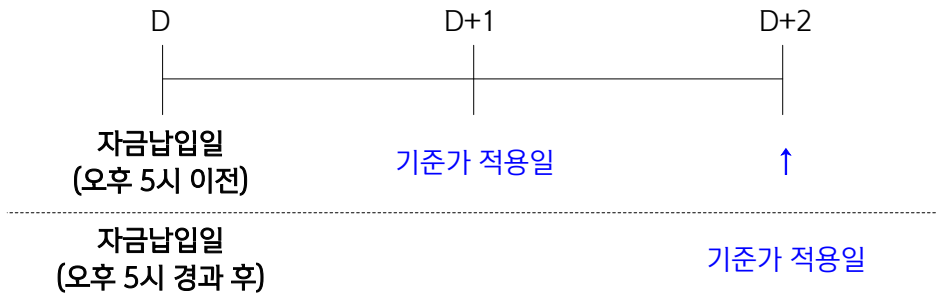 D D+1 D+2
자금납입일
(오후 5시 이전)
기준가 적용일
↑
자금납입일
(오후 5시 경과 후)
기준가 적용일